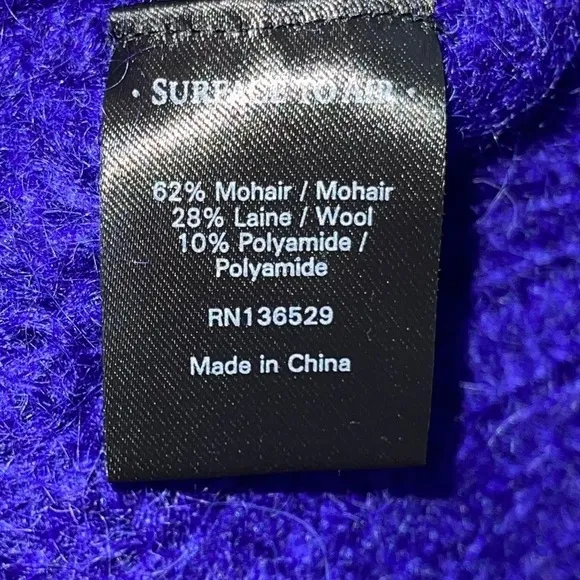 · SURFACE TO AIR ·
62% Mohair / Mohair
28% Laine / Wool
10% Polyamide /
Polyamide
RN136529
Made in China